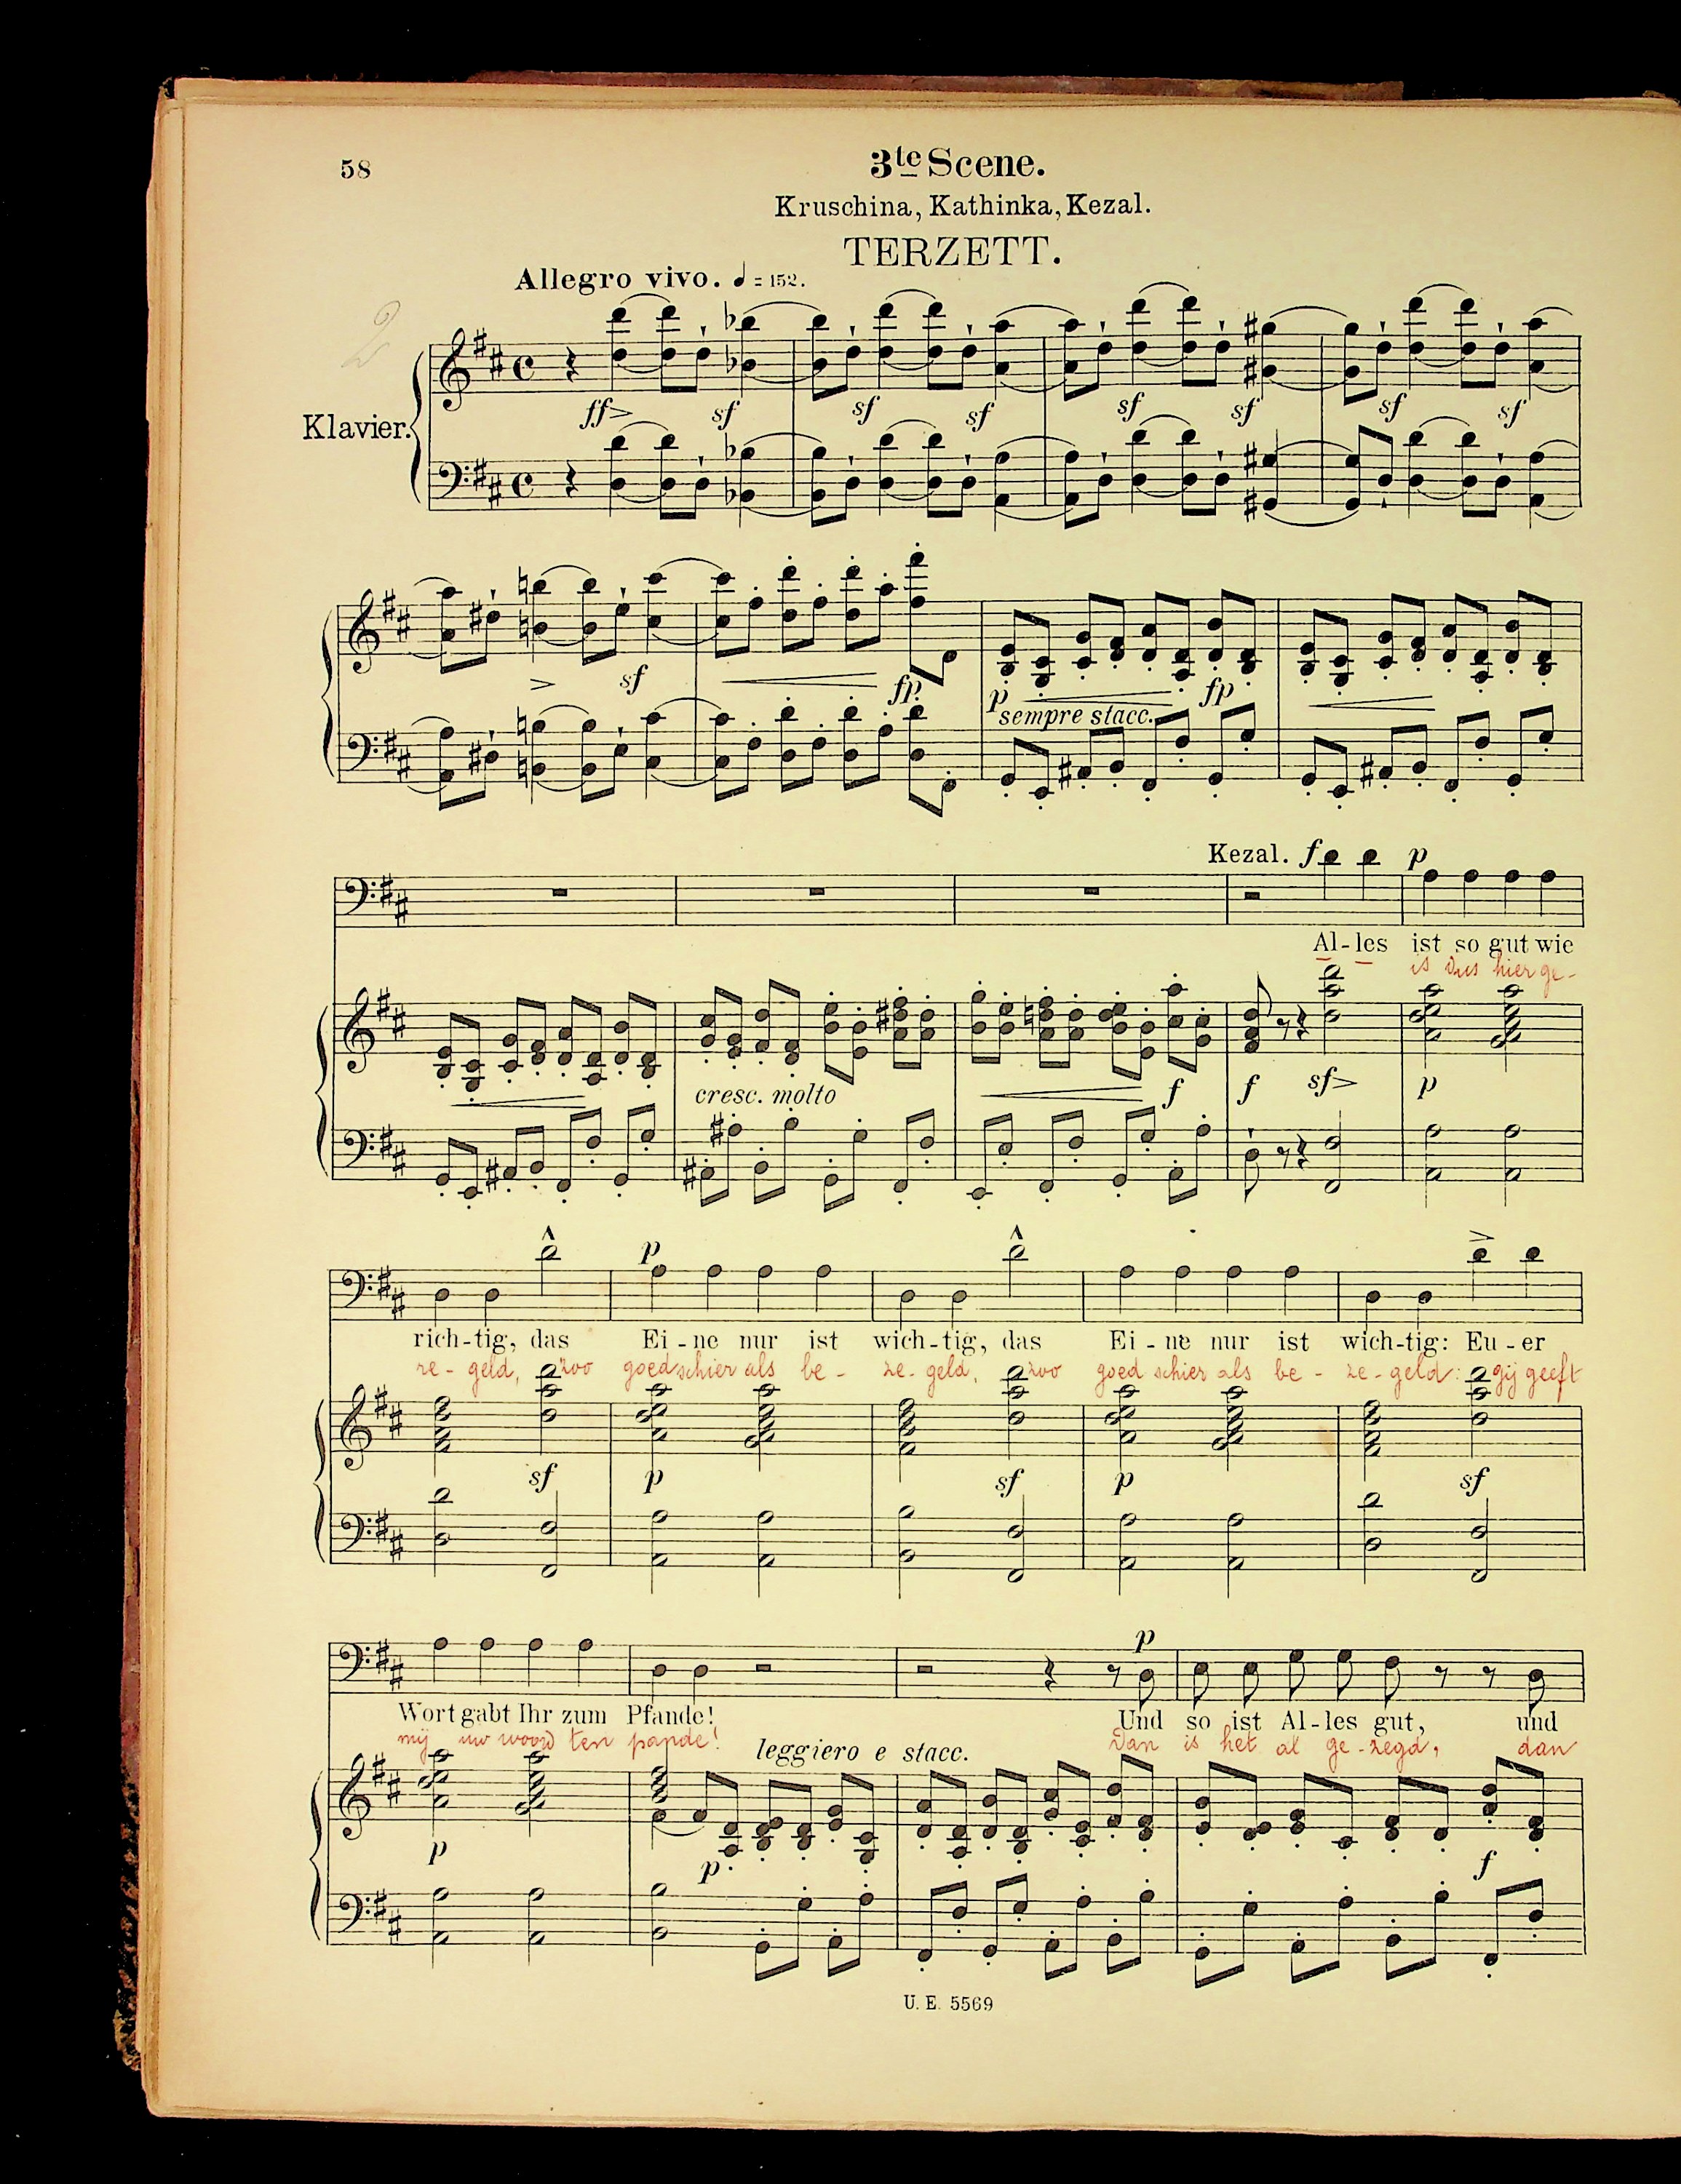 58
3te Scene.
Kruschina, Kathinka, Kezal.
TERZETT.
Allegro vivo. ♩ = 152.
2
Klavier.
ff> sf sf sf sf sf sf sf
> sf fp p fp
sempre stacc.
Kezal. f p
Al-les ist so gut wie
is dus hier ge-
cresc. molto f f sf> p
p
rich-tig, das Ei-ne nur ist wich-tig, das Ei-ne nur ist wich-tig: Eu-er
re-geld, zoo goed schier als be-ze-geld, zoo goed schier als be-ze-geld: gij geeft
sf p sf p sf
p
Wort gabt Ihr zum Pfande! Und so ist Al-les gut, und
mij uw woord ten pande! Dan is het al ge-zegd, dan
leggiero e stacc.
p p f
U. E. 5569